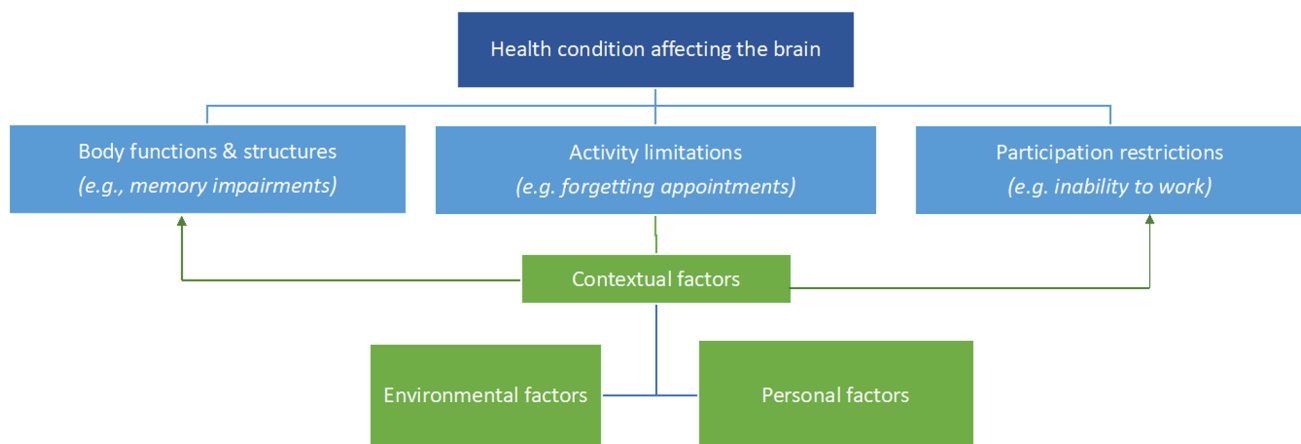 Health condition affecting the brain
Body functions & structures
(e.g., memory impairments)
Activity limitations
(e.g. forgetting appointments)
Participation restrictions
(e.g. inability to work)
Contextual factors
Environmental factors
Personal factors